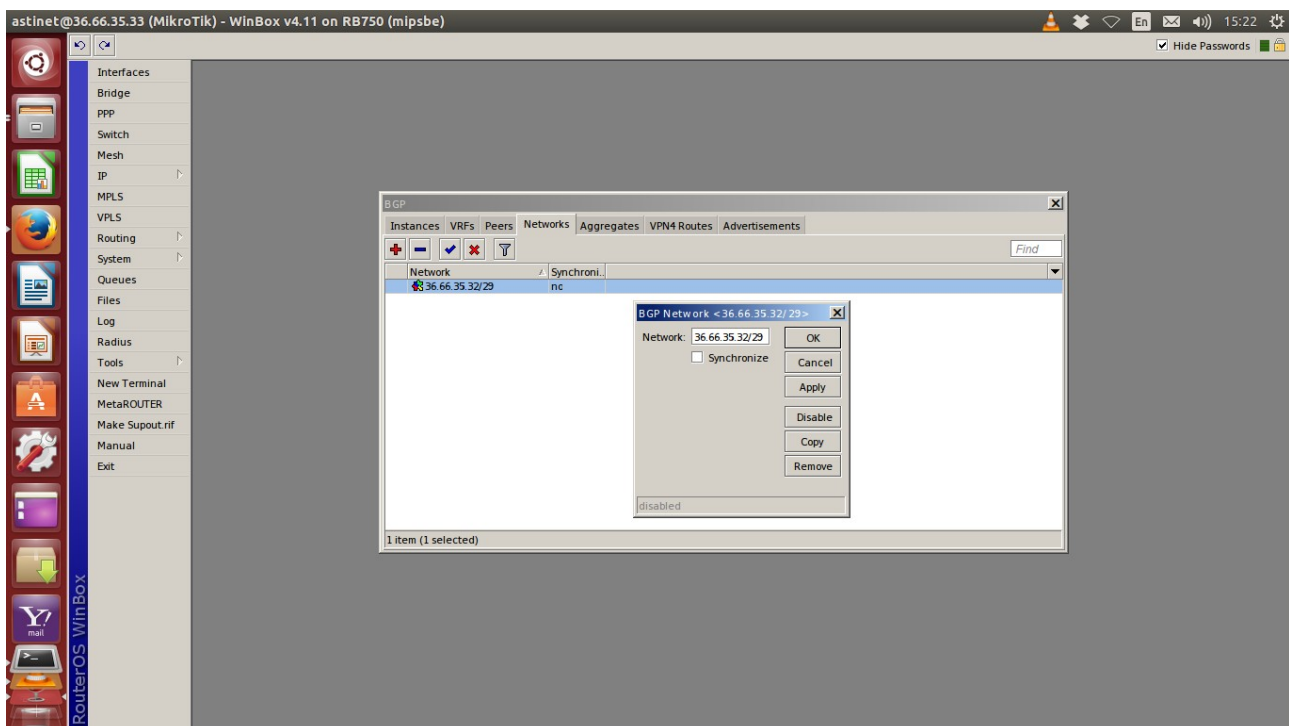 astinet@36.66.35.33 (MikroTik) - WinBox v4.11 on RB750 (mipsbe)
En
15:22
Hide Passwords
Interfaces
Bridge
PPP
Switch
Mesh
IP
MPLS
VPLS
Routing
System
Queues
Files
Log
Radius
Tools
New Terminal
MetaROUTER
Make Supout.rif
Manual
Exit
RouterOS WinBox
Y! mail
BGP
Instances VRFs Peers Networks Aggregates VPN4 Routes Advertisements
Find
Network Synchroni..
36.66.35.32/29 nc
BGP Network <36.66.35.32/29>
Network: 36.66.35.32/29 OK
Synchronize Cancel
Apply
Disable
Copy
Remove
disabled
1 item (1 selected)